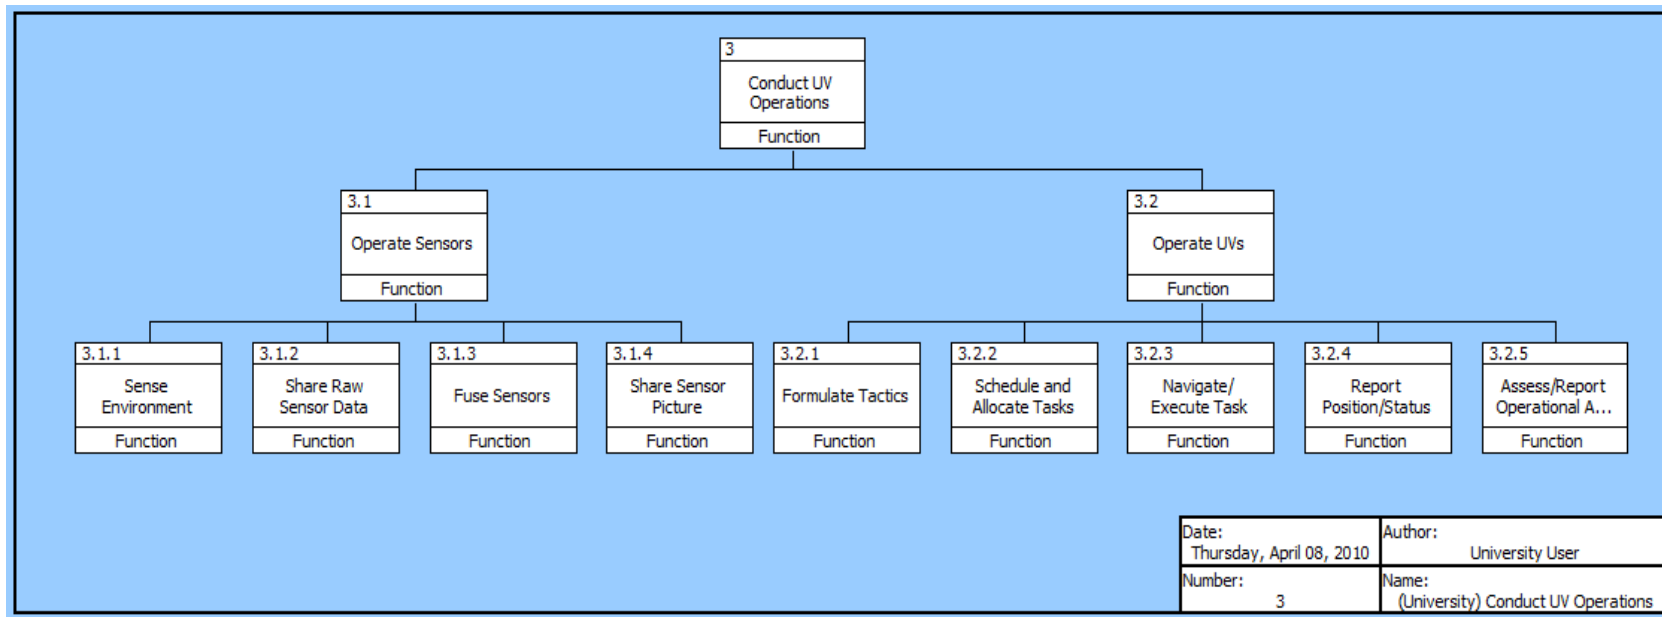 3
Conduct UV
Operations
Function
3.1
Operate Sensors
Function
3.2
Operate UVs
Function
3.1.1
Sense
Environment
Function
3.1.2
Share Raw
Sensor Data
Function
3.1.3
Fuse Sensors
Function
3.1.4
Share Sensor
Picture
Function
3.2.1
Formulate Tactics
Function
3.2.2
Schedule and
Allocate Tasks
Function
3.2.3
Navigate/
Execute Task
Function
3.2.4
Report
Position/Status
Function
3.2.5
Assess/Report
Operational A...
Function
Date:
Thursday, April 08, 2010
Author:
University User
Number:
3
Name:
(University) Conduct UV Operations